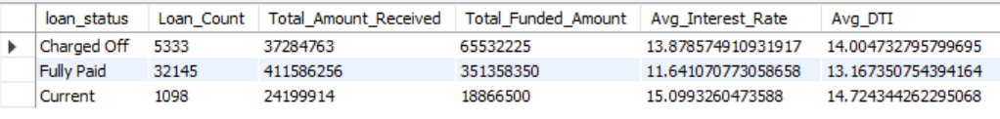 loan_status Loan_Count Total_Amount_Received Total_Funded_Amount Avg_Interest_Rate Avg_DTI
Charged Off 5333 37284763 65532225 13.878574910931917 14.004732795799695
Fully Paid 32145 411586256 351358350 11.641070773058658 13.167350754394164
Current 1098 24199914 18866500 15.0993260473588 14.724344262295068